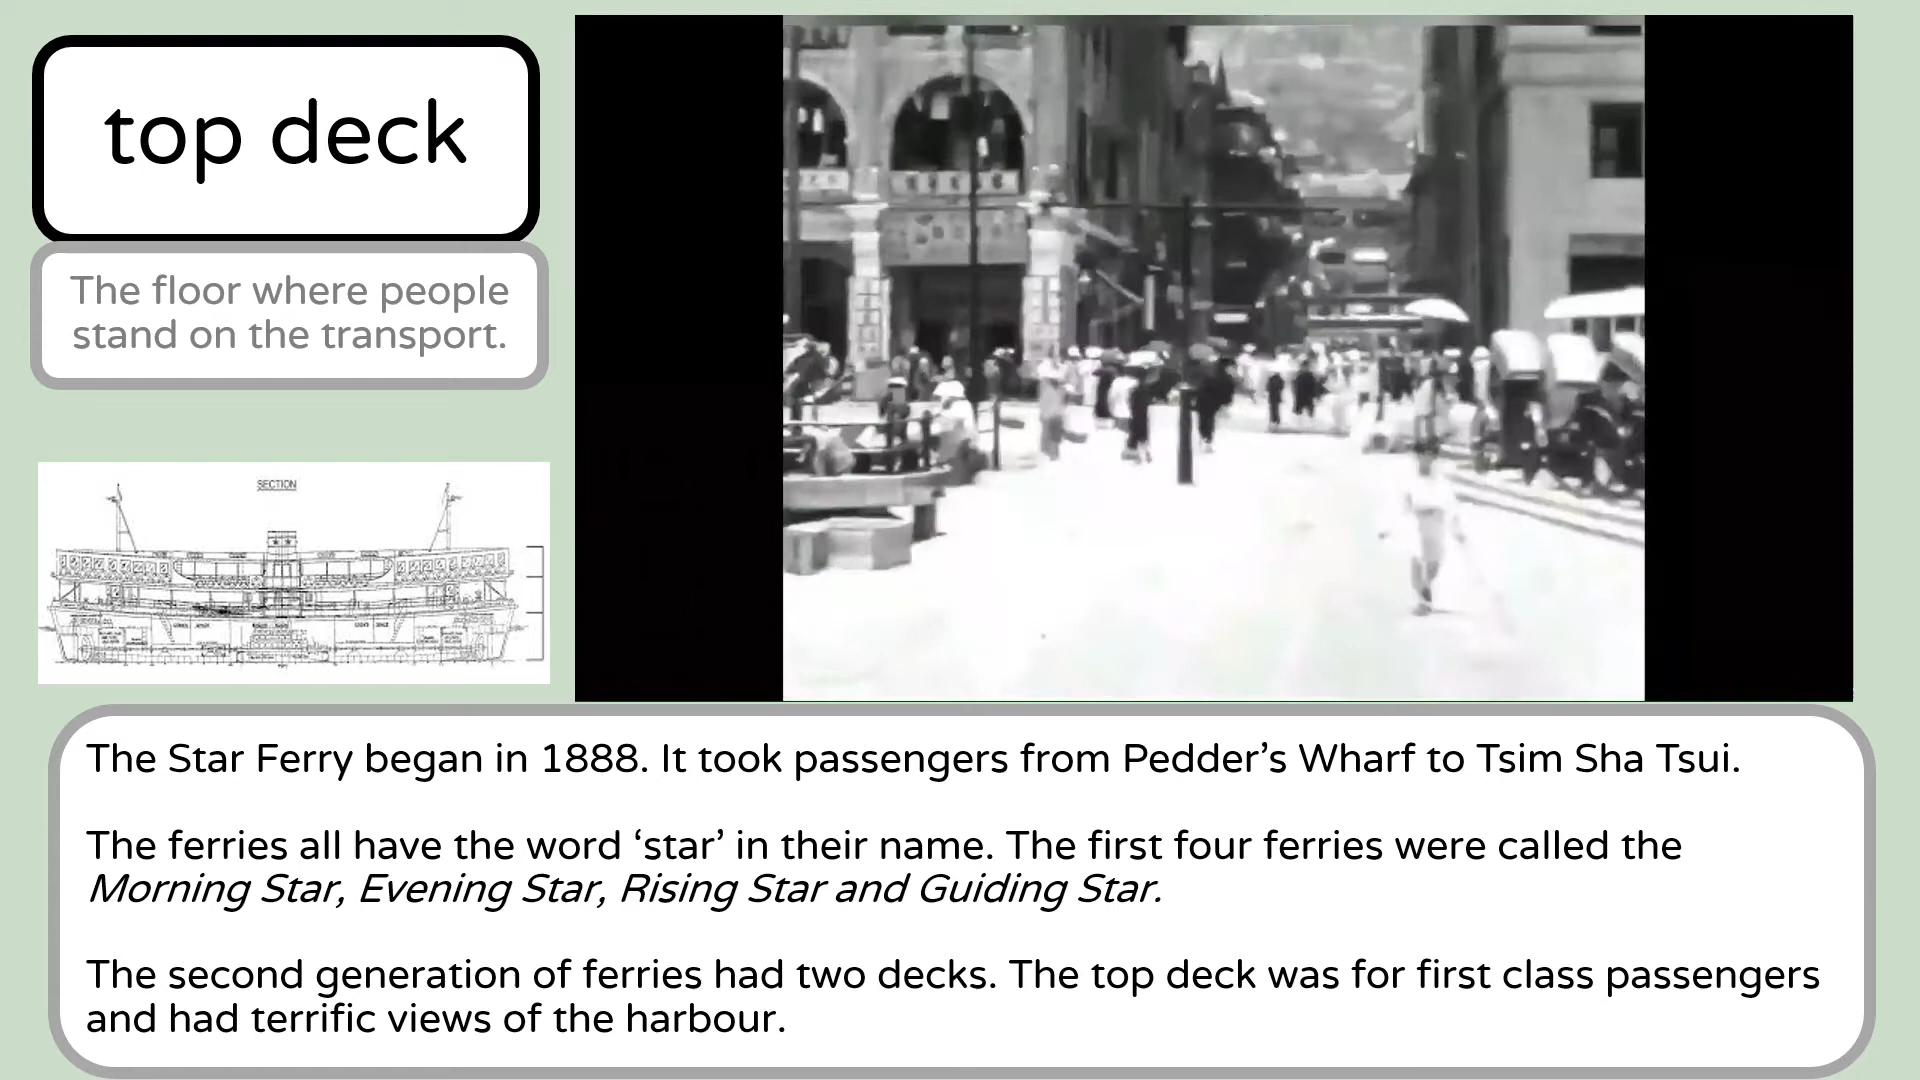 top deck
The floor where people
stand on the transport.
SECTION
The Star Ferry began in 1888. It took passengers from Pedder’s Wharf to Tsim Sha Tsui.
The ferries all have the word ‘star’ in their name. The first four ferries were called the
Morning Star, Evening Star, Rising Star and Guiding Star.
The second generation of ferries had two decks. The top deck was for first class passengers
and had terrific views of the harbour.